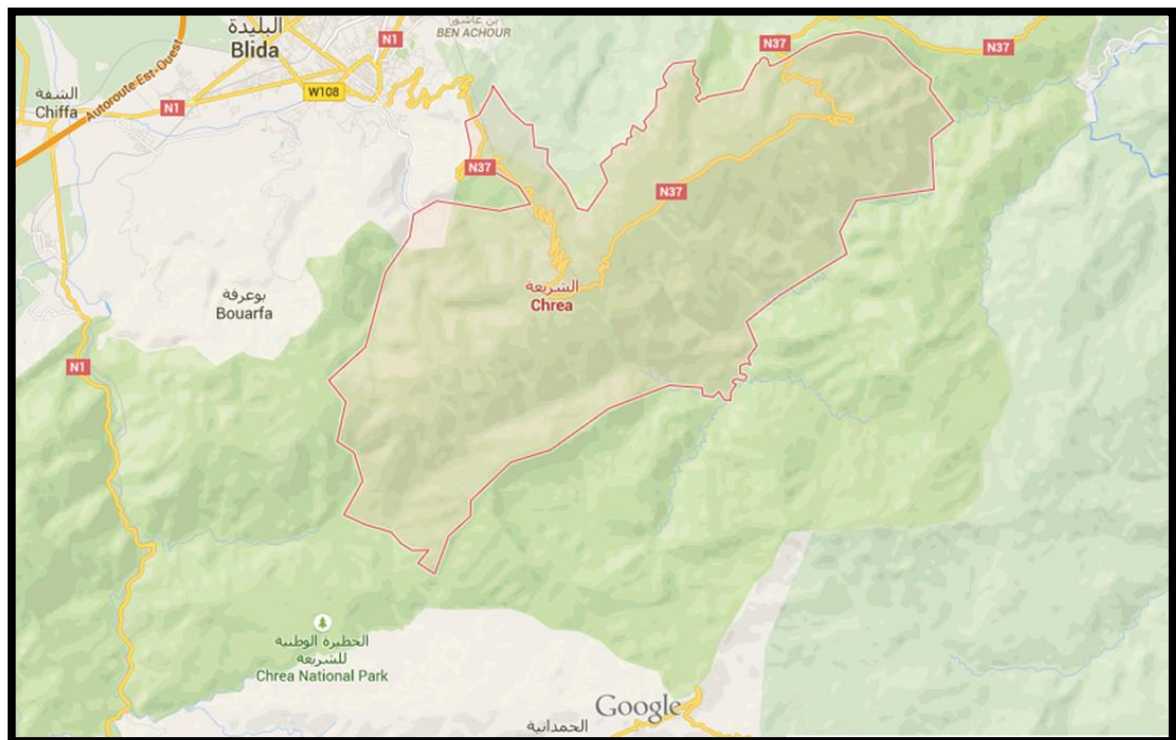 البليدة
Blida
N1
بن عاشور
BEN ACHOUR
N37
N37
الشفة
Chiffa
Autoroute Est-Ouest
N1
W108
N37
N37
الشريعة
Chrea
بوعرفة
Bouarfa
N1
الحظيرة الوطنية
للشريعة
Chrea National Park
Google
الحمدانية